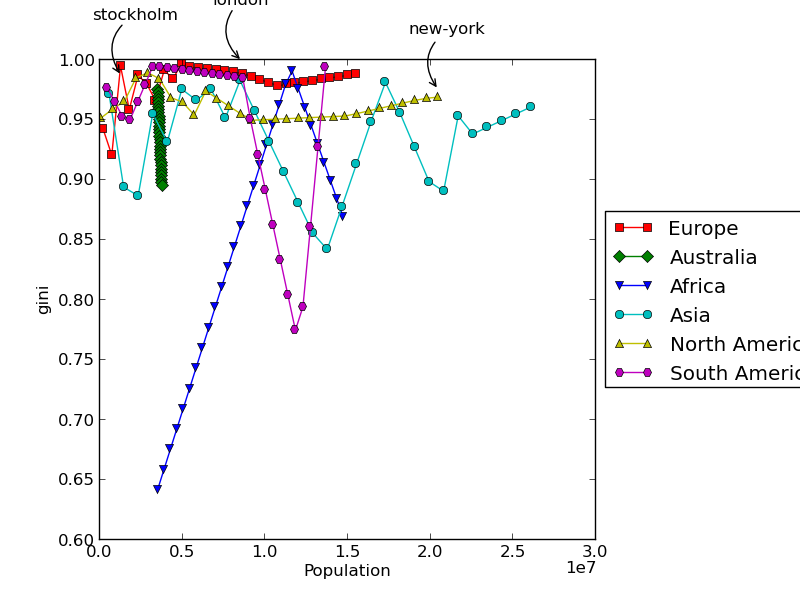 stockholm
london
new-york
1.00
0.95
0.90
0.85
0.80
0.75
0.70
0.65
0.60
gini
0.0 0.5 1.0 1.5 2.0 2.5 3.0
1e7
Population
Europe
Australia
Africa
Asia
North Americ
South Americ